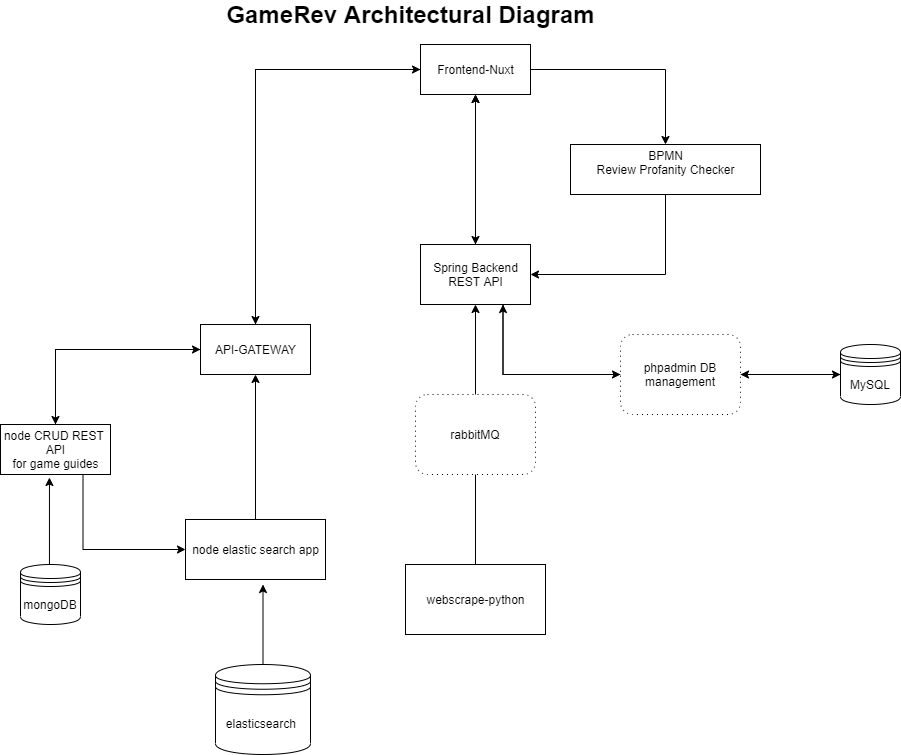 GameRev Architectural Diagram
Frontend-Nuxt
BPMN
Review Profanity Checker
Spring Backend
REST API
API-GATEWAY
phpadmin DB
management
MySQL
node CRUD REST
API
for game guides
rabbitMQ
node elastic search app
mongoDB
webscrape-python
elasticsearch